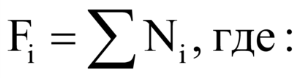 Fᵢ = ∑ Nᵢ, где: